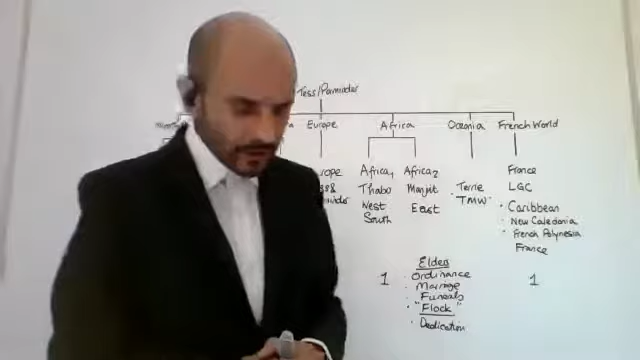 Tess/Parminder
Europe
Africa
Oceania
French World
Africa1
Africa2
France
Thabo
Manjit
Terrie
LGC
West
East
TMW
Caribbean
South
New Caledonia
French Polynesia
France
Elder
1
Ordinance
1
Marriage
Funerals
"Flock"
Dedication